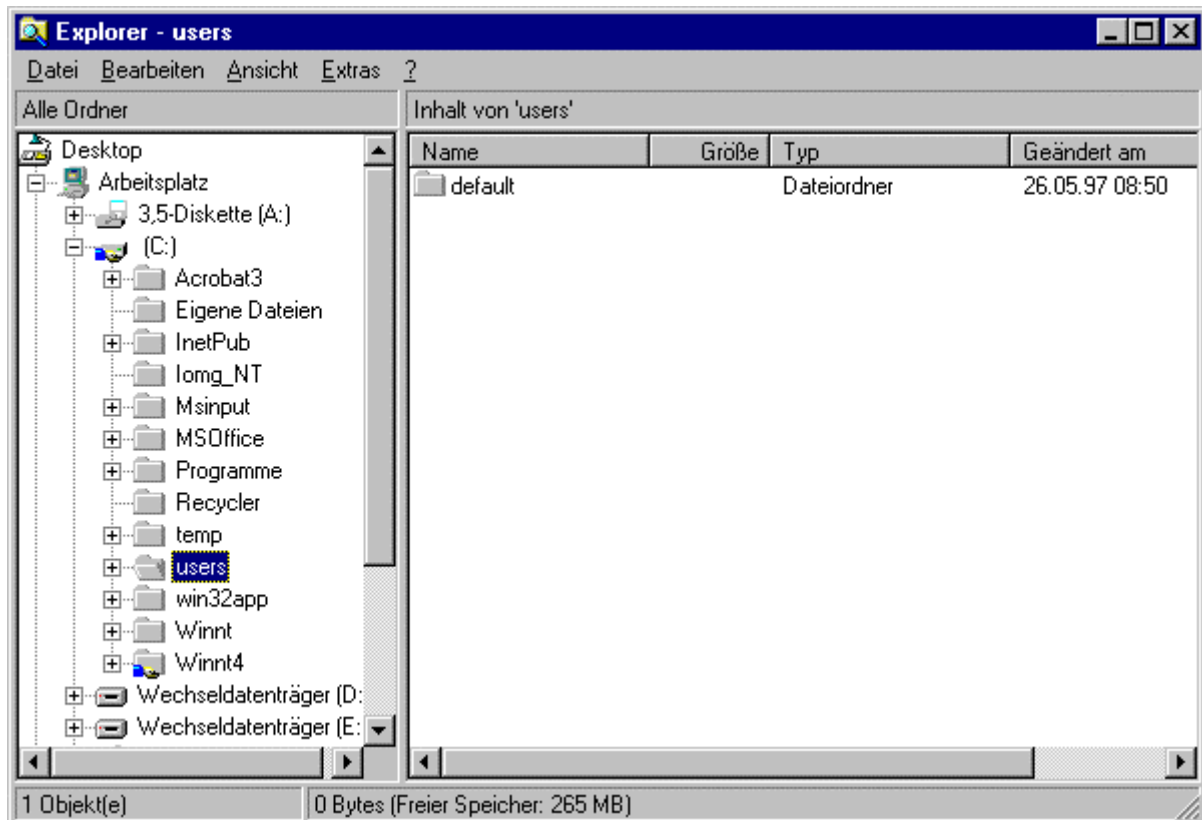 Explorer - users
Datei Bearbeiten Ansicht Extras ?
Alle Ordner
Inhalt von 'users'
Desktop
Arbeitsplatz
3,5-Diskette (A:)
(C:)
Acrobat3
Eigene Dateien
InetPub
Iomg_NT
Msinput
MSOffice
Programme
Recycler
temp
users
win32app
Winnt
Winnt4
Wechseldatenträger (D:
Wechseldatenträger (E:
Name Größe Typ Geändert am
default Dateiordner 26.05.97 08:50
1 Objekt(e)
0 Bytes (Freier Speicher: 265 MB)